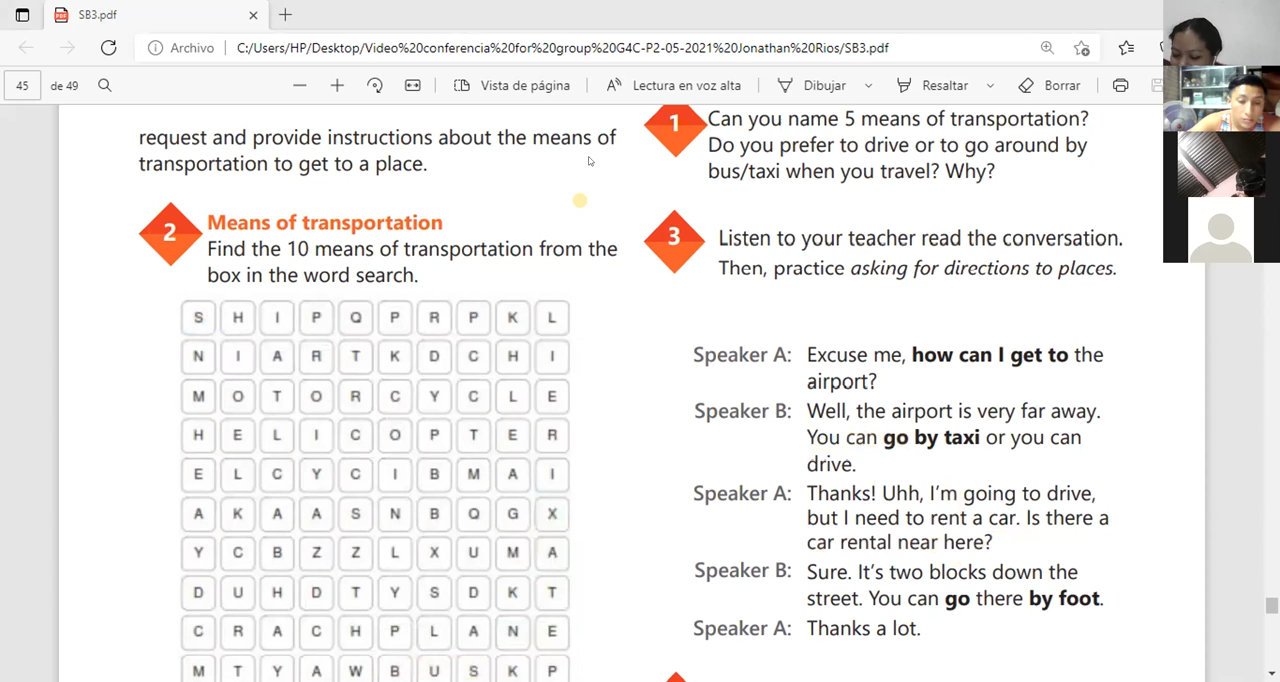 SB3.pdf
Archivo
C:/Users/HP/Desktop/Video%20conferencia%20for%20group%20G4C-P2-05-2021%20Jonathan%20Rios/SB3.pdf
45 de 49
Vista de página
Lectura en voz alta
Dibujar
Resaltar
Borrar
request and provide instructions about the means of
transportation to get to a place.
2 Means of transportation
Find the 10 means of transportation from the
box in the word search.
S H I P Q P R P K L
N I A R T K D C H I
M O T O R C Y C L E
H E L I C O P T E R
E L C Y C I B M A I
A K A A S N B Q G X
Y C B Z Z L X U M A
D U H D T Y S D K T
C R A C H P L A N E
M T Y A W B U S K P
1 Can you name 5 means of transportation?
Do you prefer to drive or to go around by
bus/taxi when you travel? Why?
3 Listen to your teacher read the conversation.
Then, practice asking for directions to places.
Speaker A: Excuse me, how can I get to the
airport?
Speaker B: Well, the airport is very far away.
You can go by taxi or you can
drive.
Speaker A: Thanks! Uhh, I'm going to drive,
but I need to rent a car. Is there a
car rental near here?
Speaker B: Sure. It's two blocks down the
street. You can go there by foot.
Speaker A: Thanks a lot.